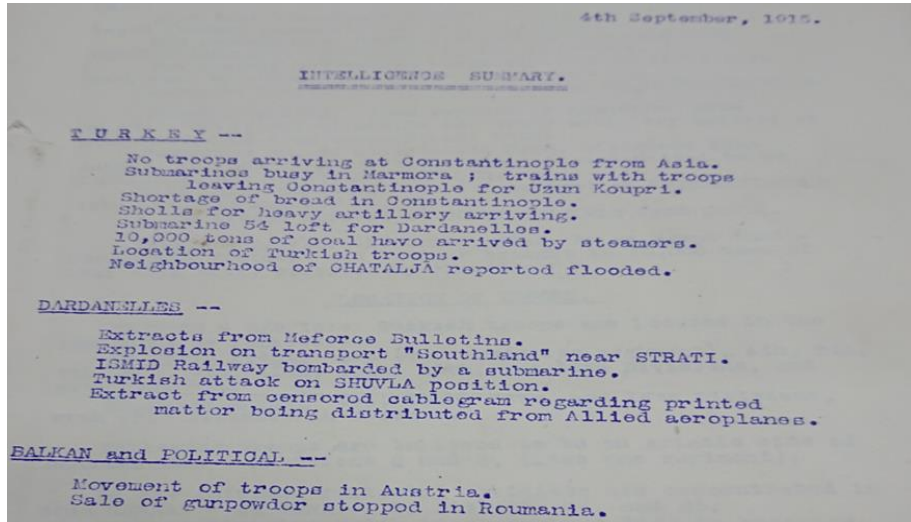 4th September, 1915.
INTELLIGENCE SUMMARY.
TURKEY --
No troops arriving at Constantinople from Asia.
Submarines busy in Marmora ; trains with troops
leaving Constantinople for Uzun Koupri.
Shortage of bread in Constantinople.
Shells for heavy artillery arriving.
Submarine 54 left for Dardanelles.
10,000 tons of coal have arrived by steamers.
Location of Turkish troops.
Neighbourhood of CHATALJA reported flooded.
DARDANELLES --
Extracts from Meforce Bulletins.
Explosion on transport "Southland" near STRATI.
ISMID Railway bombarded by a submarine.
Turkish attack on SHUVLA position.
Extract from censored cablegram regarding printed
matter being distributed from Allied aeroplanes.
BALKAN and POLITICAL --
Movement of troops in Austria.
Sale of gunpowder stopped in Roumania.